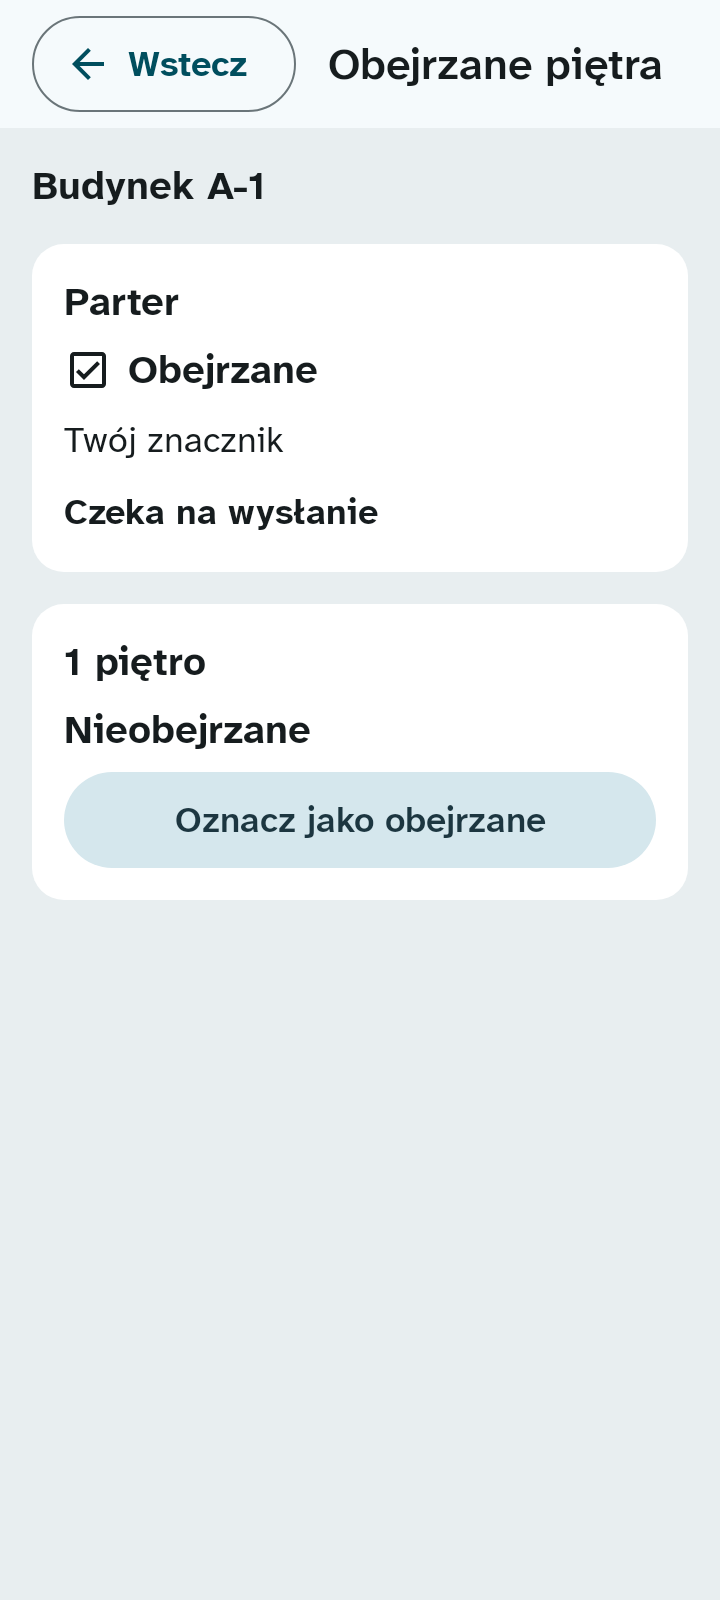 Wstecz
Obejrzane piętra
Budynek A-1
Parter
Obejrzane
Twój znacznik
Czeka na wysłanie
1 piętro
Nieobejrzane
Oznacz jako obejrzane